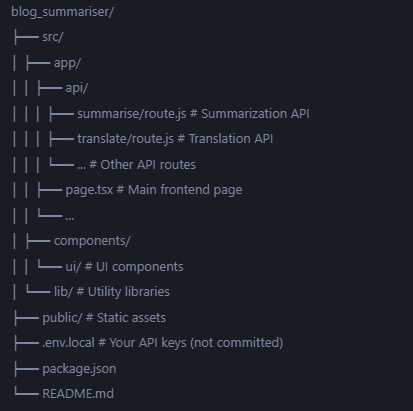 blog_summariser/
├── src/
│ ├── app/
│ │ ├── api/
│ │ │ ├── summarise/route.js # Summarization API
│ │ │ ├── translate/route.js # Translation API
│ │ │ └── ... # Other API routes
│ │ ├── page.tsx # Main frontend page
│ │ └── ...
│ ├── components/
│ │ └── ui/ # UI components
│ └── lib/ # Utility libraries
├── public/ # Static assets
├── .env.local # Your API keys (not committed)
├── package.json
└── README.md